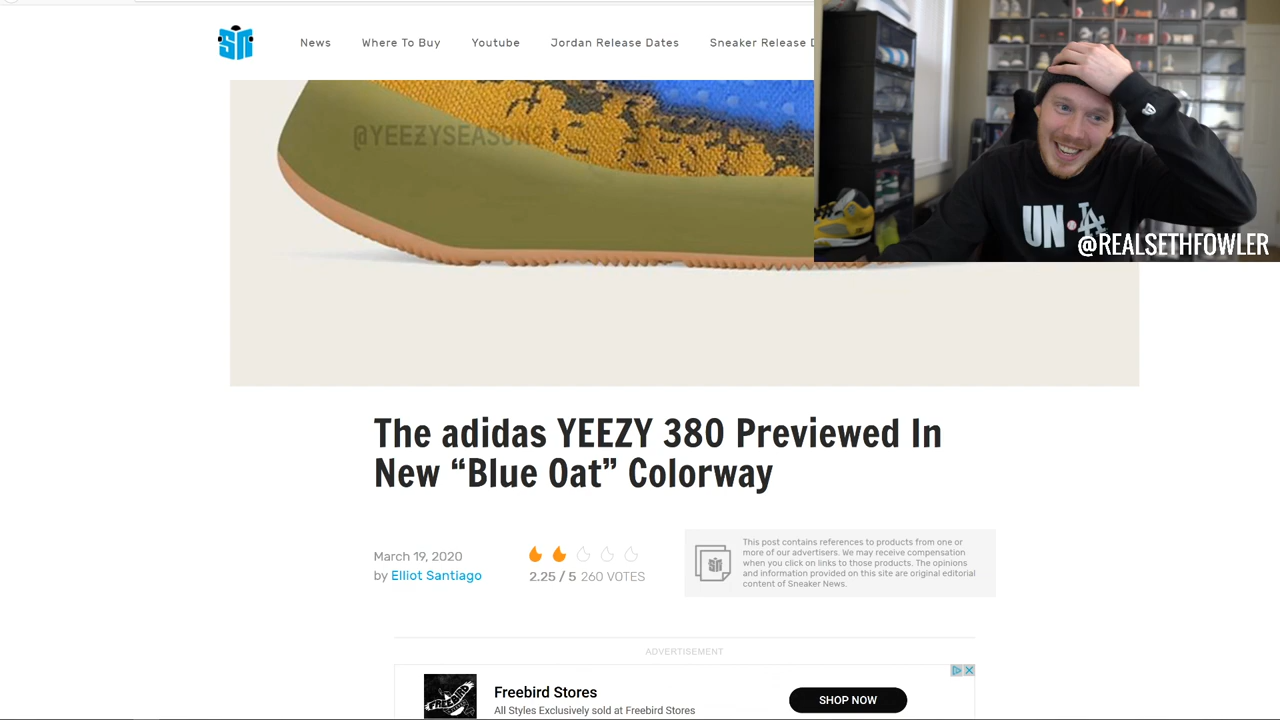 SN
News Where To Buy Youtube Jordan Release Dates Sneaker Release D
@YEEZYSEASON2
UN LA
@REALSETHFOWLER
The adidas YEEZY 380 Previewed In
New “Blue Oat” Colorway
March 19, 2020
by Elliot Santiago
2.25 / 5 260 VOTES
SN
This post contains references to products from one or
more of our advertisers. We may receive compensation
when you click on links to those products. The opinions
and information provided on this site are original editorial
content of Sneaker News.
ADVERTISEMENT
Freebird Stores
All Styles Exclusively sold at Freebird Stores
SHOP NOW